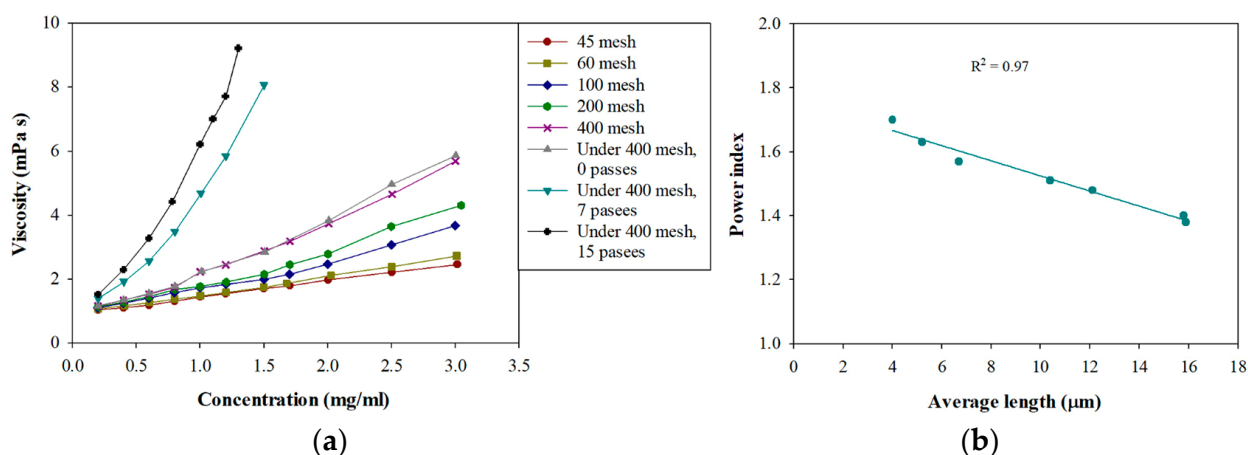 10
8
6
4
2
0
Viscosity (mPa s)
0.0 0.5 1.0 1.5 2.0 2.5 3.0 3.5
Concentration (mg/ml)
45 mesh
60 mesh
100 mesh
200 mesh
400 mesh
Under 400 mesh,
0 passes
Under 400 mesh,
7 pasees
Under 400 mesh,
15 pasees
(a)
2.0
1.8
1.6
1.4
1.2
1.0
Power index
R² = 0.97
0 2 4 6 8 10 12 14 16 18
Average length (μm)
(b)